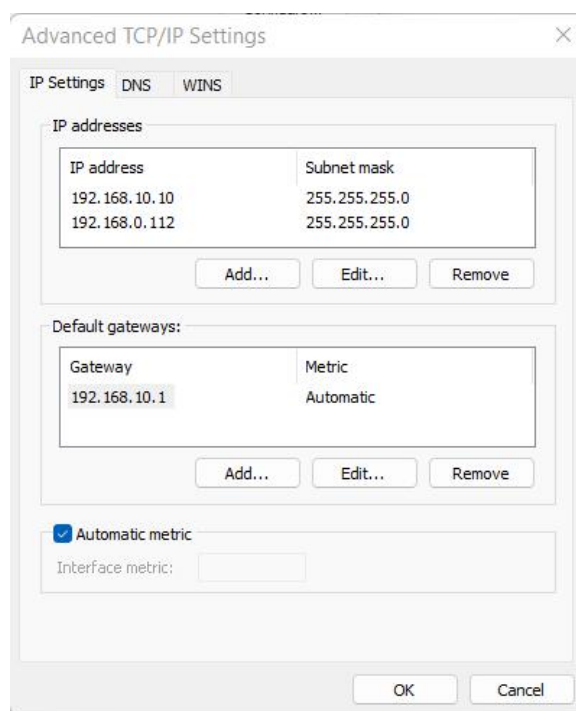 Advanced TCP/IP Settings
IP Settings DNS WINS
IP addresses
IP address Subnet mask
192.168.10.10 255.255.255.0
192.168.0.112 255.255.255.0
Add... Edit... Remove
Default gateways:
Gateway Metric
192.168.10.1 Automatic
Add... Edit... Remove
Automatic metric
Interface metric:
OK Cancel